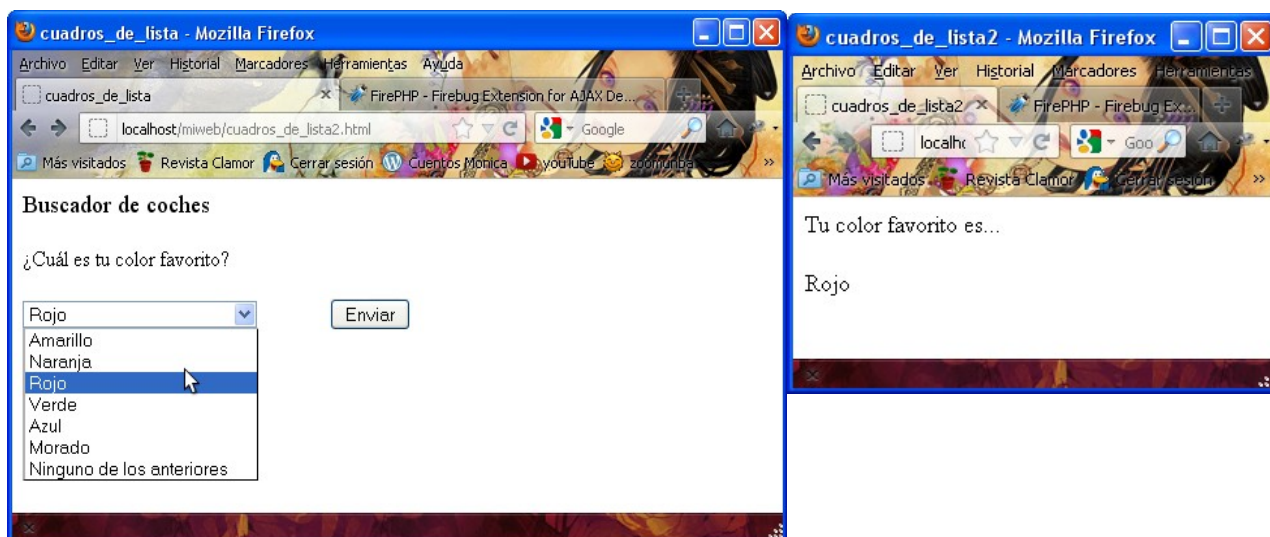 cuadros_de_lista - Mozilla Firefox
Archivo Editar Ver Historial Marcadores Herramientas Ayuda
cuadros_de_lista FirePHP - Firebug Extension for AJAX De...
localhost/miweb/cuadros_de_lista2.html Google
Más visitados Revista Clamor Cerrar sesión Cuentos Monica youTube zoomunba »
Buscador de coches
¿Cuál es tu color favorito?
Rojo Enviar
Amarillo
Naranja
Rojo
Verde
Azul
Morado
Ninguno de los anteriores
cuadros_de_lista2 - Mozilla Firefox
Archivo Editar Ver Historial Marcadores Herramientas
cuadros_de_lista2 FirePHP - Firebug Ex...
localhc Goo
Más visitados Revista Clamor Cerrar sesión »
Tu color favorito es...
Rojo